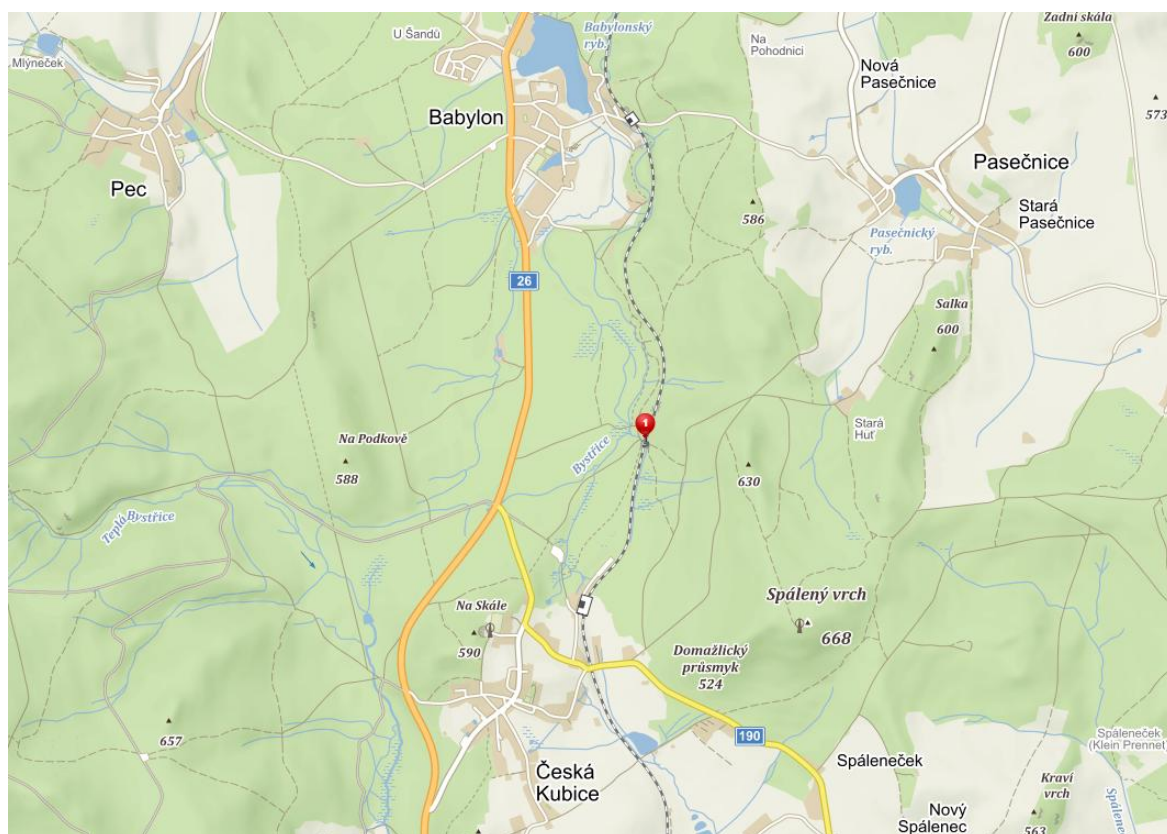 U Šandů
Babylonský
ryb.
Zadní skála
600
Na
Pohodnici
Mlýneček
Nová
Pasečnice
573
Babylon
Pec
Pasečnice
586
Stará
Pasečnice
Pasečnický
ryb.
26
Salka
600
1
Stará
Huť
Na Podkově
588
Bystřice
630
Teplá Bystřice
Spálený vrch
668
Na Skále
590
Domažlický
průsmyk
524
657
190
Spáleneček
(Klein Prennet)
Spáleneček
Česká
Kubice
Kraví
vrch
563
Nový
Spálenec
Spálenec